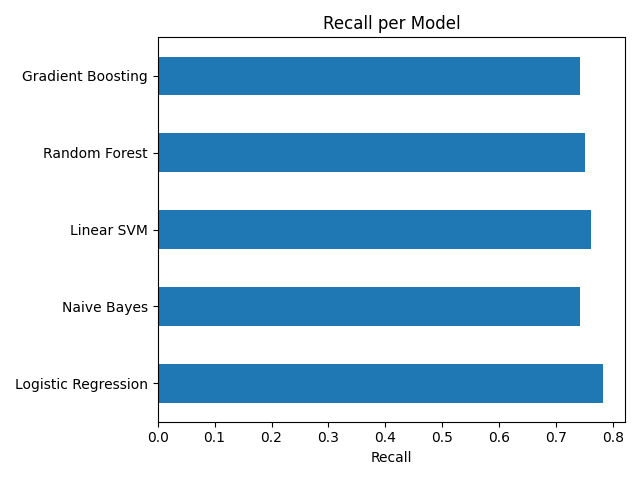 Recall per Model
Gradient Boosting
Random Forest
Linear SVM
Naive Bayes
Logistic Regression
0.0 0.1 0.2 0.3 0.4 0.5 0.6 0.7 0.8
Recall